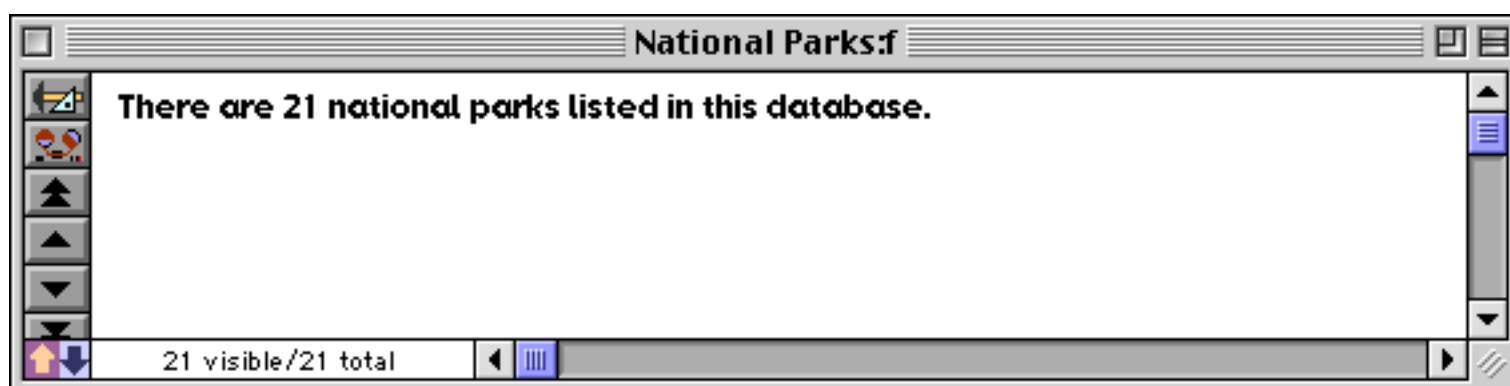 National Parks:f
There are 21 national parks listed in this database.
21 visible/21 total